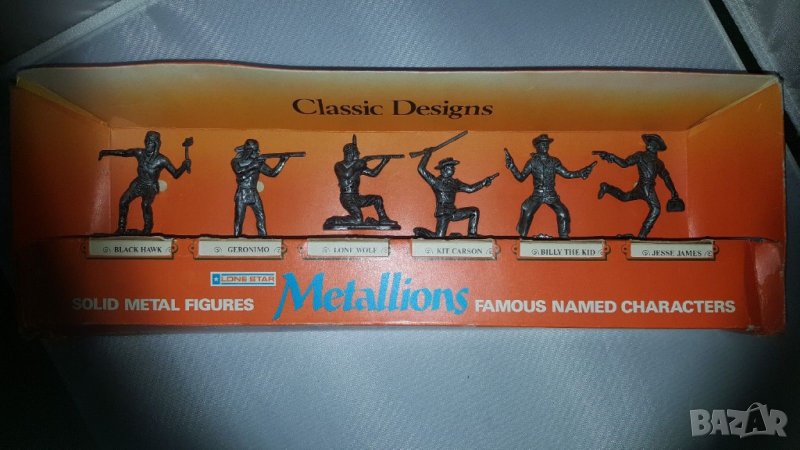 Classic Designs
BLACK HAWK
GERONIMO
LONE WOLF
KIT CARSON
BILLY THE KID
JESSE JAMES
LONE STAR
SOLID METAL FIGURES Metallions FAMOUS NAMED CHARACTERS
BAZAR